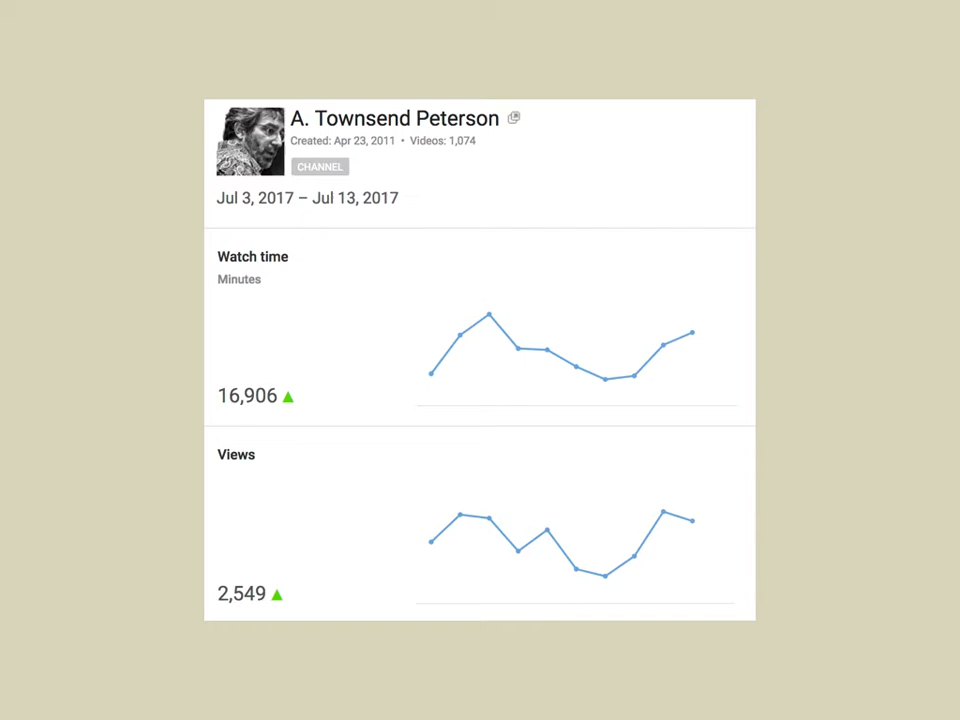 A. Townsend Peterson
Created: Apr 23, 2011 • Videos: 1,074
CHANNEL
Jul 3, 2017 – Jul 13, 2017
Watch time
Minutes
16,906
Views
2,549